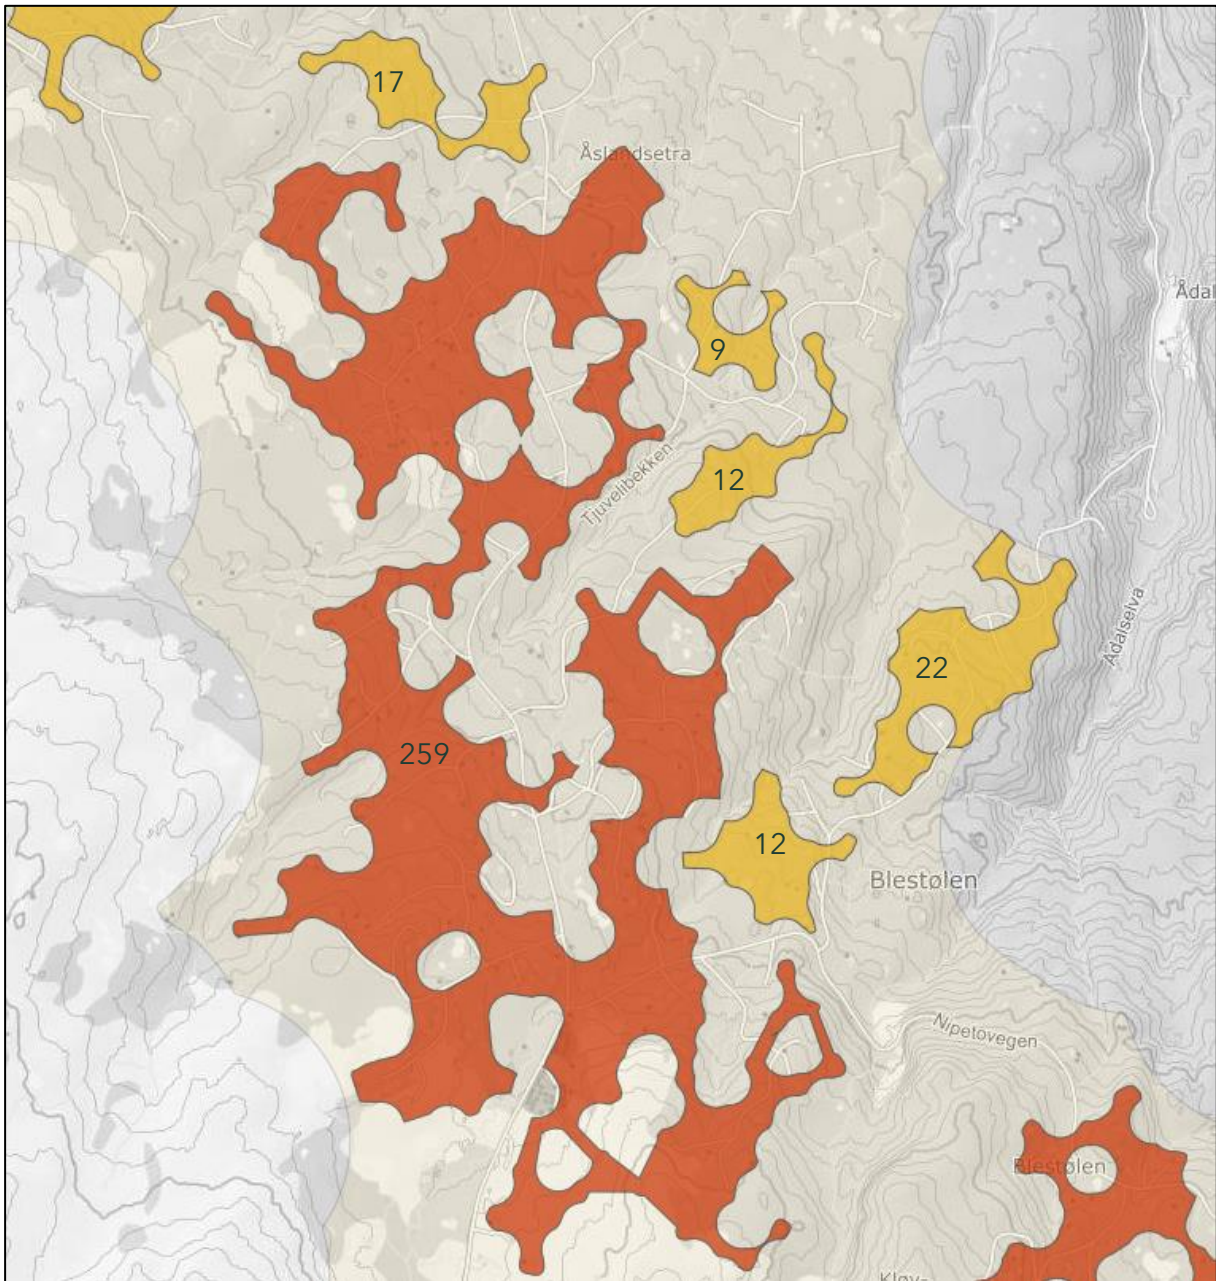 17
Åslandsetra
Ådal
9
Tjuvelibekken
12
Ådalselva
22
259
12
Blestølen
Nipetovegen
Blestølen